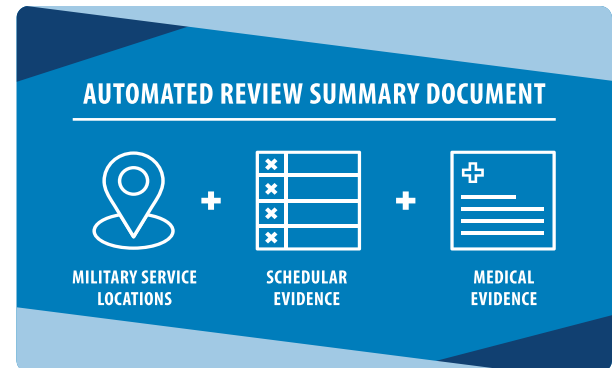 AUTOMATED REVIEW SUMMARY DOCUMENT
MILITARY SERVICE
LOCATIONS
SCHEDULAR
EVIDENCE
MEDICAL
EVIDENCE